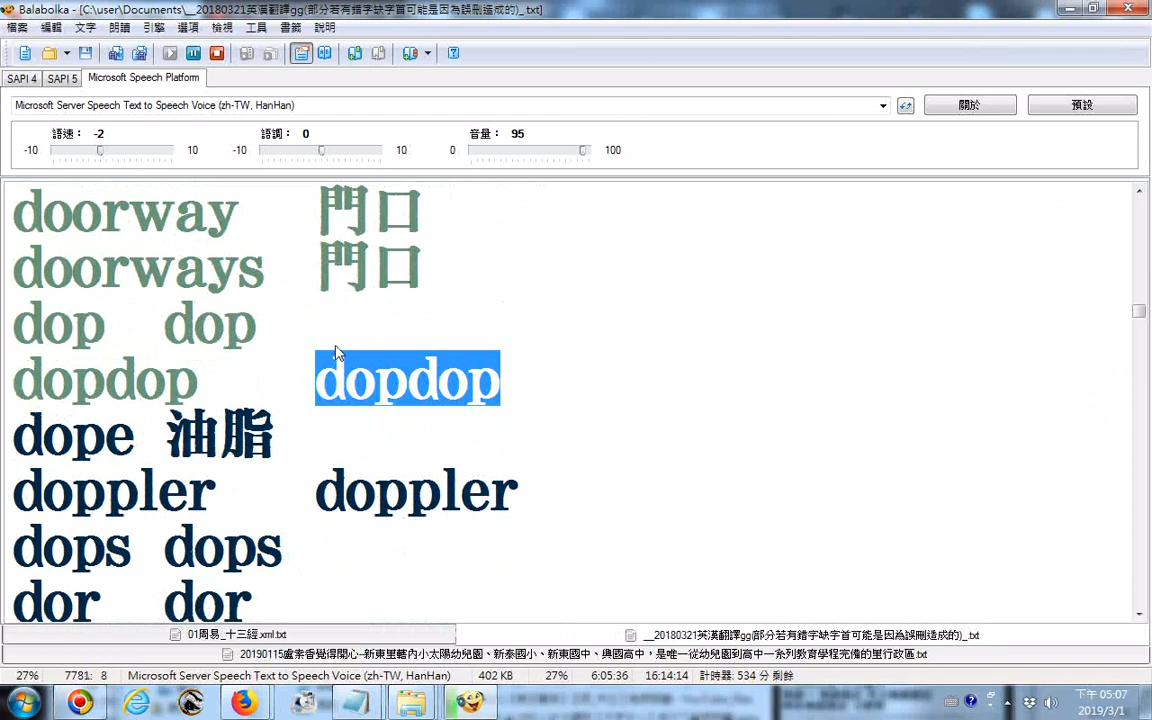 Balabolka - [C:\user\Documents\__20180321英漢翻譯gg(部分若有錯字缺字首可能是因為誤刪造成的)_.txt]
檔案 編輯 文字 朗讀 引擎 選項 檢視 工具 書籤 說明
SAPI 4 SAPI 5 Microsoft Speech Platform
Microsoft Server Speech Text to Speech Voice (zh-TW, HanHan) 關於 預設
語速： -2 語調： 0 音量： 95
-10 10 -10 10 0 100
doorway 門口
doorways 門口
dop dop
dopdop dopdop
dope 油脂
doppler doppler
dops dops
dor dor
01周易_十三經.xml.txt __20180321英漢翻譯gg(部分若有錯字缺字首可能是因為誤刪造成的)_.txt
20190115盧素香覺得開心-新東里轄內小太陽幼兒園、新泰國小、新東國中、興國高中，是唯一從幼兒園到高中一系列教育學程完備的里行政區.txt
27% 7781: 8 Microsoft Server Speech Text to Speech Voice (zh-TW, HanHan) 402 KB 27% 6:05:36 16:14:14 計時器: 534 分 剩餘
下午 05:07
2019/3/1